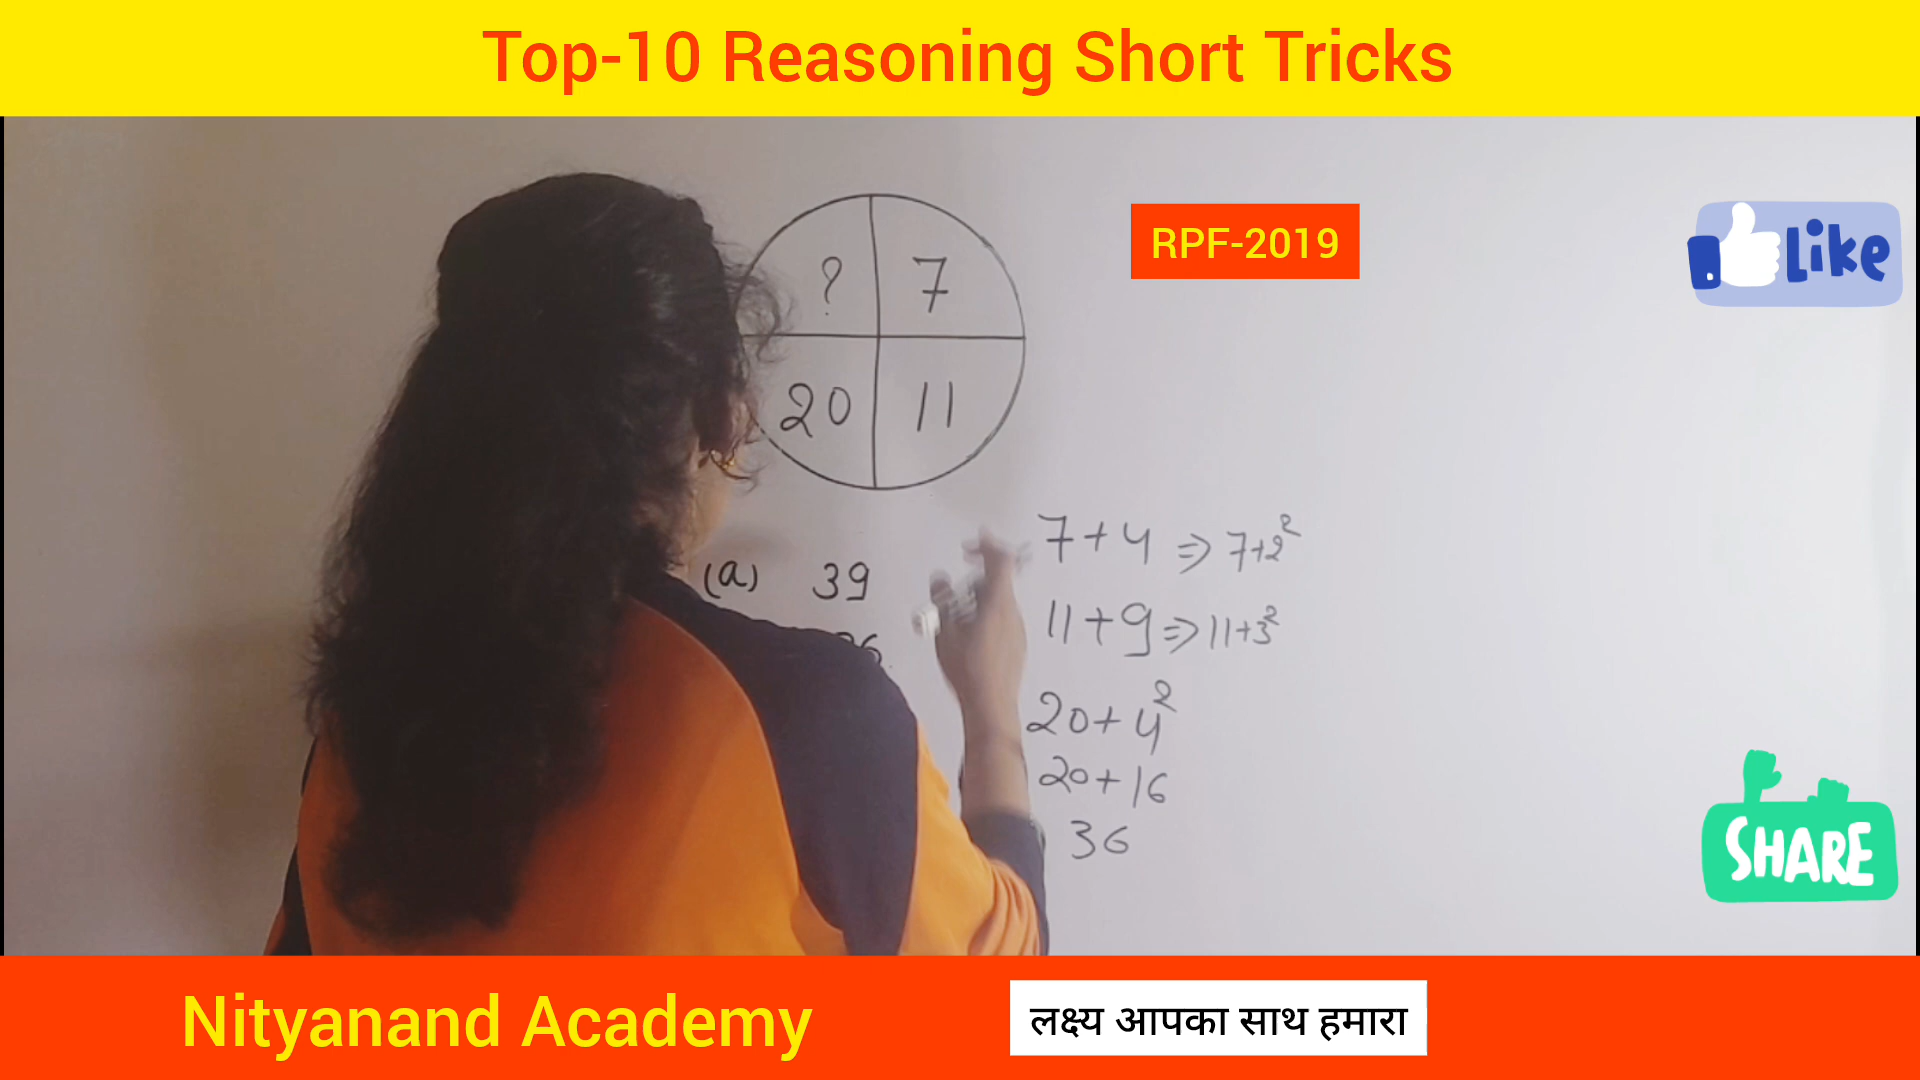 Top-10 Reasoning Short Tricks
RPF-2019
Like
? 7
20 11
7+4 ⇒ 7+2²
(a) 39
11+9 ⇒ 11+3²
20+4²
20+16
36
SHARE
Nityanand Academy
लक्ष्य आपका साथ हमारा